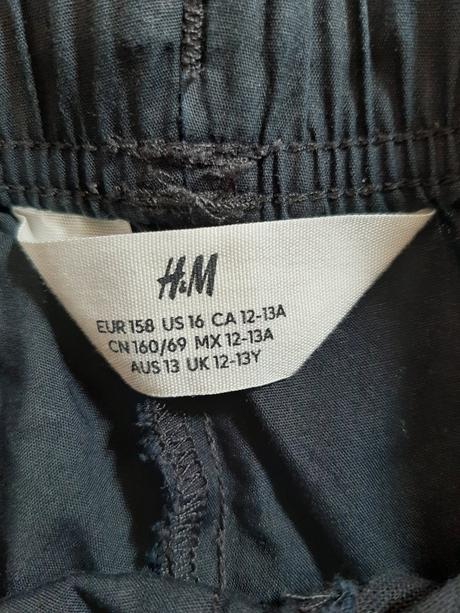 H&M
EUR 158 US 16 CA 12-13A
CN 160/69 MX 12-13A
AUS 13 UK 12-13Y